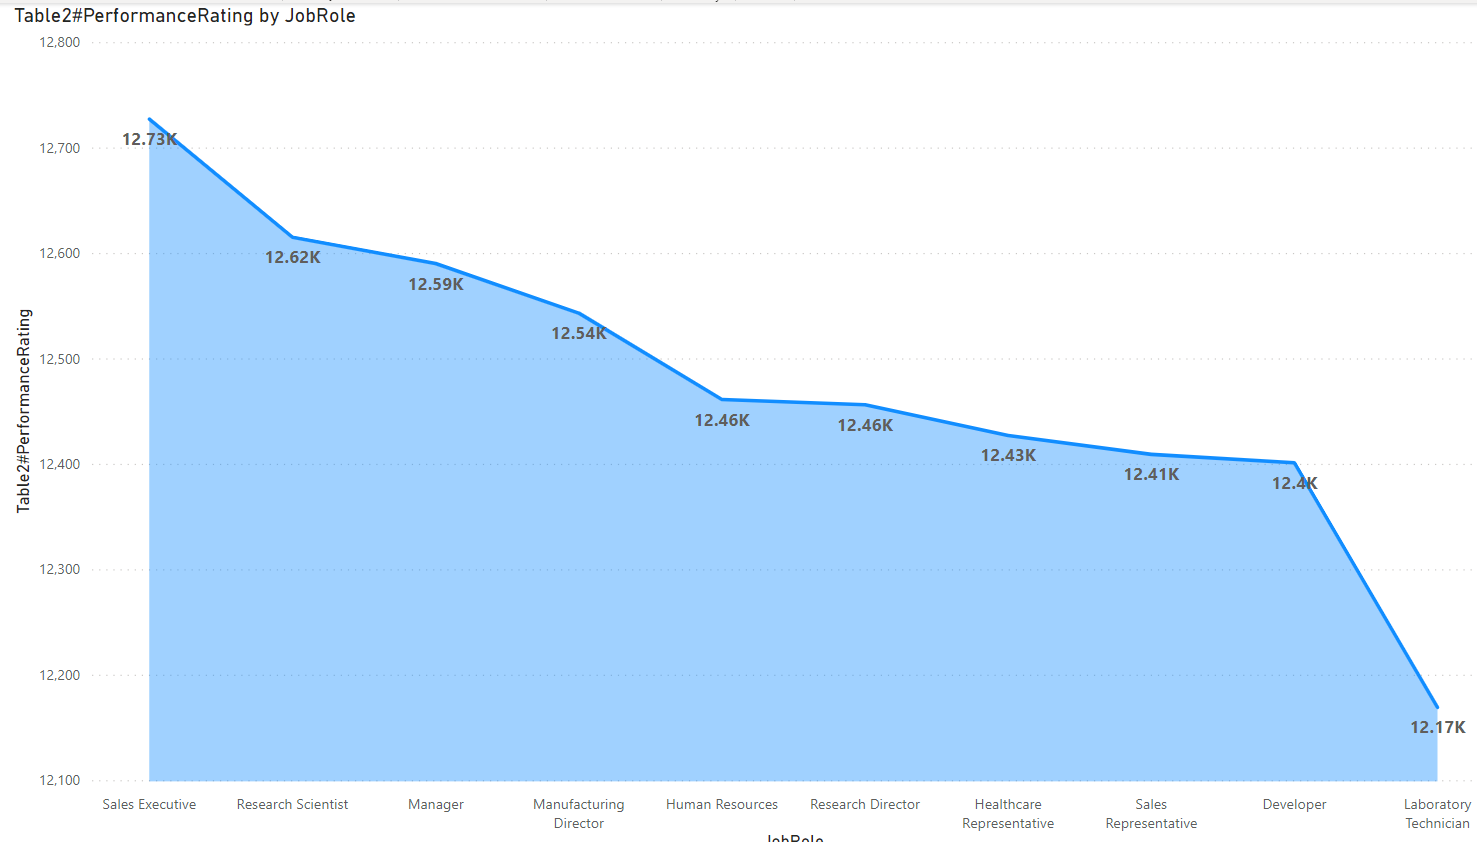 Table2#PerformanceRating by JobRole
12,800
12,700
12,600
12,500
12,400
12,300
12,200
12,100
Table2#PerformanceRating
12.73K
12.62K
12.59K
12.54K
12.46K
12.46K
12.43K
12.41K
12.4K
12.17K
Sales Executive
Research Scientist
Manager
Manufacturing
Director
Human Resources
Research Director
Healthcare
Representative
Sales
Representative
Developer
Laboratory
Technician
JobRole